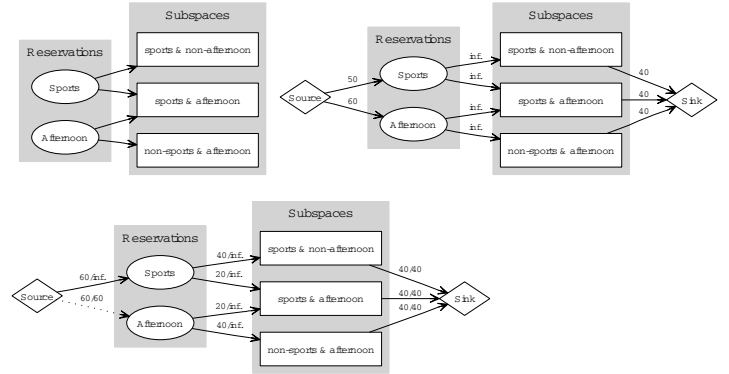 Subspaces
Reservations
sports & non-afternoon
Sports
sports & afternoon
Afternoon
non-sports & afternoon
Subspaces
Reservations
sports & non-afternoon
inf.
Sports
50
inf.
40
Source
sports & afternoon
40
Sink
60
inf.
40
Afternoon
inf.
non-sports & afternoon
Subspaces
Reservations
sports & non-afternoon
40/inf.
Sports
60/inf.
20/inf.
40/40
Source
sports & afternoon
40/40
Sink
60/60
20/inf.
40/40
Afternoon
40/inf.
non-sports & afternoon